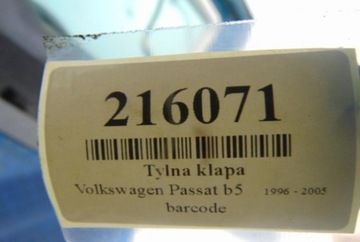 216071
Tylna klapa
Volkswagen Passat b5 1996 - 2005
barcode